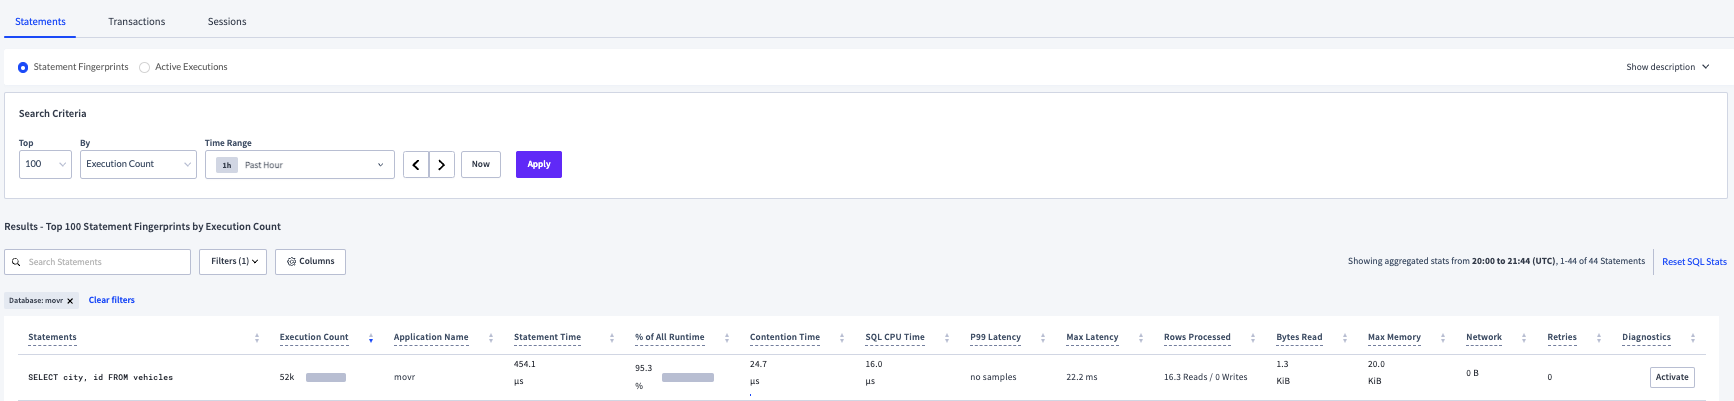 Statements Transactions Sessions
Statement Fingerprints Active Executions Show description
Search Criteria
Top By Time Range
100 Execution Count 1h Past Hour Now Apply
Results - Top 100 Statement Fingerprints by Execution Count
Search Statements Filters (1) Columns Showing aggregated stats from 20:00 to 21:44 (UTC), 1-44 of 44 Statements Reset SQL Stats
Database: movr Clear filters
Statements Execution Count Application Name Statement Time % of All Runtime Contention Time SQL CPU Time P99 Latency Max Latency Rows Processed Bytes Read Max Memory Network Retries Diagnostics
SELECT city, id FROM vehicles 52k movr 454.1 µs 95.3 % 24.7 µs 16.0 µs no samples 22.2 ms 16.3 Reads / 0 Writes 1.3 KiB 20.0 KiB 0 B 0 Activate